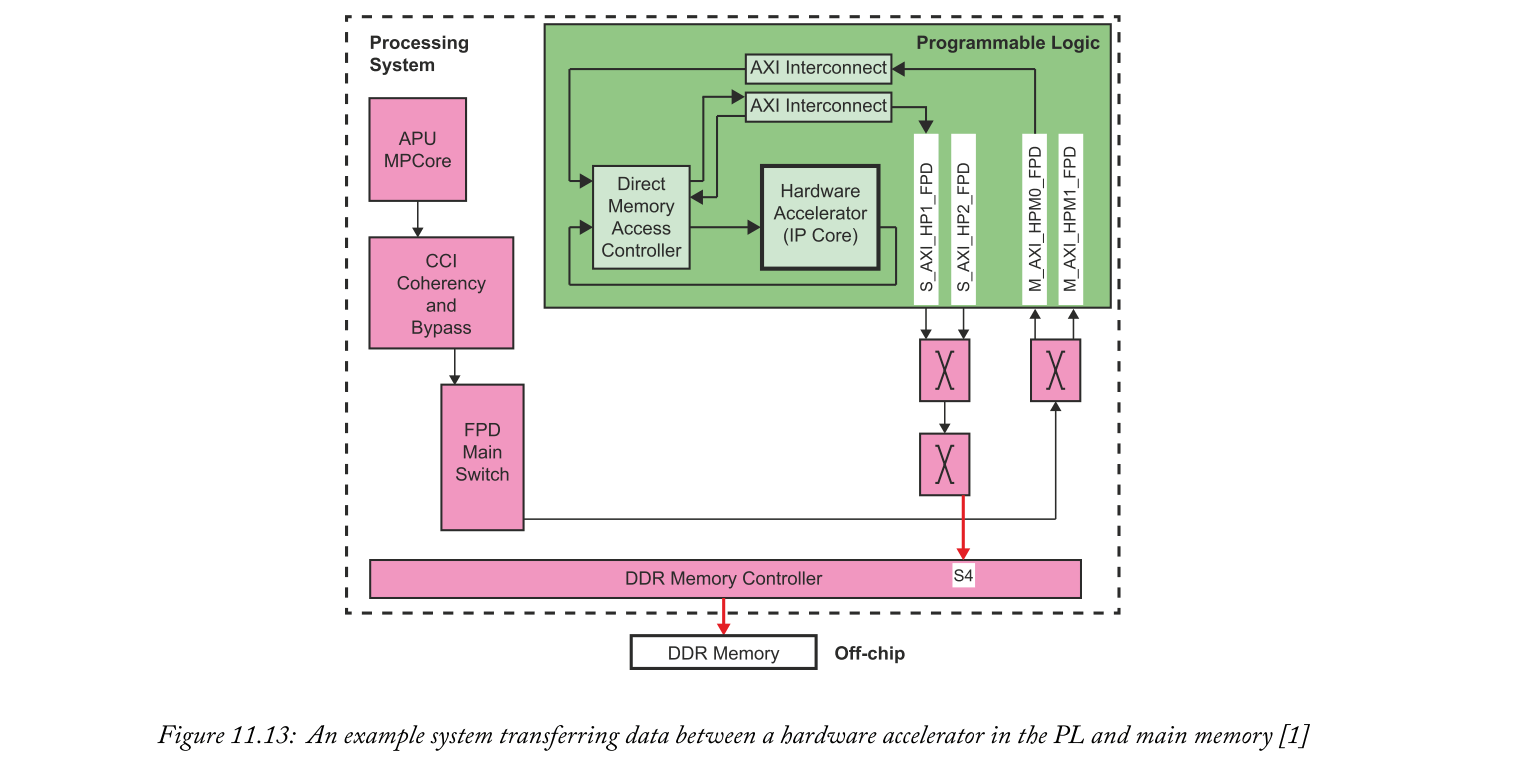 Processing
System
Programmable Logic
AXI Interconnect
AXI Interconnect
APU
MPCore
CCI
Coherency
and
Bypass
FPD
Main
Switch
Direct
Memory
Access
Controller
Hardware
Accelerator
(IP Core)
S_AXI_HP1_FPD
S_AXI_HP2_FPD
M_AXI_HPM0_FPD
M_AXI_HPM1_FPD
DDR Memory Controller
S4
DDR Memory
Off-chip
Figure 11.13: An example system transferring data between a hardware accelerator in the PL and main memory [1]